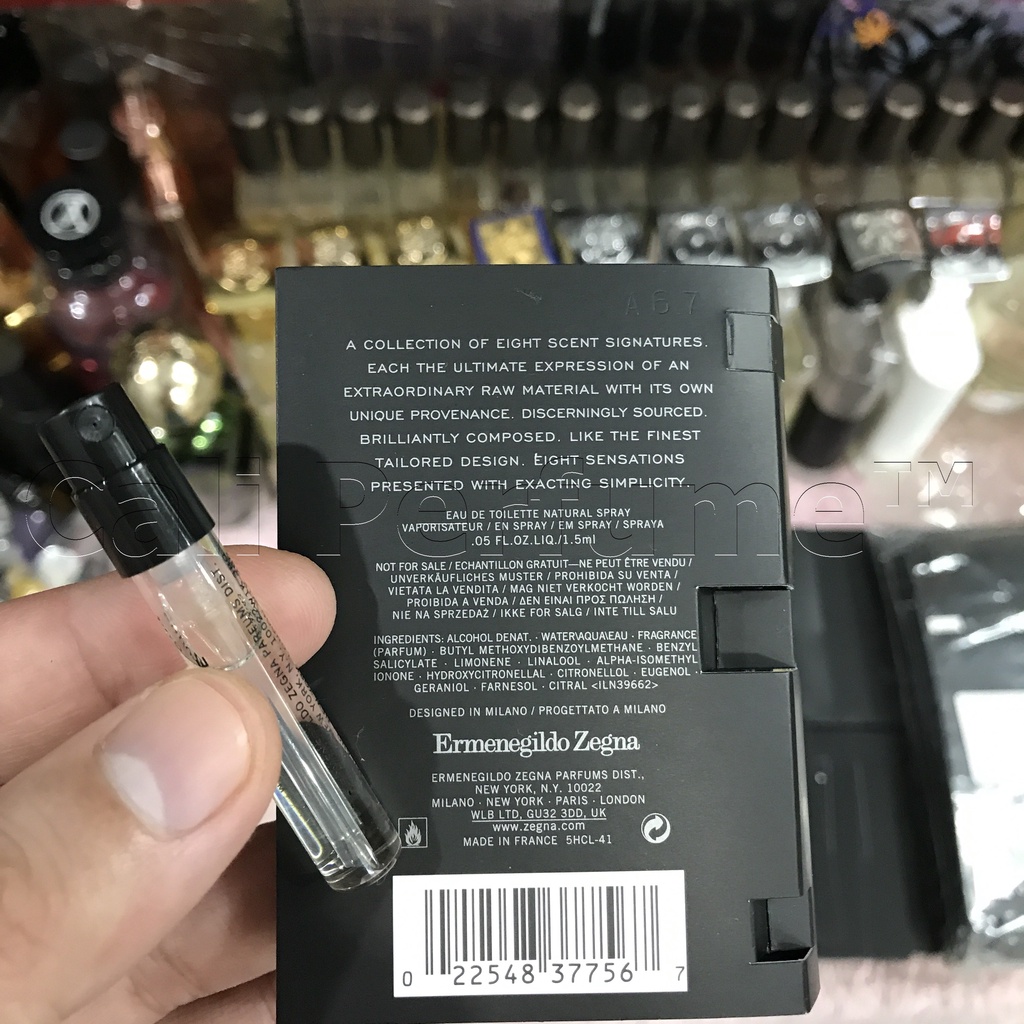 A67
A COLLECTION OF EIGHT SCENT SIGNATURES.
EACH THE ULTIMATE EXPRESSION OF AN
EXTRAORDINARY RAW MATERIAL WITH ITS OWN
UNIQUE PROVENANCE. DISCERNINGLY SOURCED.
BRILLIANTLY COMPOSED. LIKE THE FINEST
TAILORED DESIGN. EIGHT SENSATIONS
PRESENTED WITH EXACTING SIMPLICITY.
Cali Perfume™
EAU DE TOILETTE NATURAL SPRAY
VAPORISATEUR / EN SPRAY / EM SPRAY / SPRAYA
.05 FL.OZ.LIQ./1.5ml
NOT FOR SALE / ECHANTILLON GRATUIT—NE PEUT ÊTRE VENDU /
UNVERKÄUFLICHES MUSTER / PROHIBIDA SU VENTA /
VIETATA LA VENDITA / MAG NIET VERKOCHT WORDEN /
PROIBIDA A VENDA / ΔΕΝ ΕΙΝΑΙ ΠΡΟΣ ΠΩΛΗΣΗ /
NIE NA SPRZEDAŻ / IKKE FOR SALG / INTE TILL SALU
INGREDIENTS: ALCOHOL DENAT. · WATER\AQUA\EAU · FRAGRANCE
(PARFUM) · BUTYL METHOXYDIBENZOYLMETHANE · BENZYL
SALICYLATE · LIMONENE · LINALOOL · ALPHA-ISOMETHYL
IONONE · HYDROXYCITRONELLAL · CITRONELLOL · EUGENOL ·
GERANIOL · FARNESOL · CITRAL <ILN39662>
DESIGNED IN MILANO / PROGETTATO A MILANO
Ermenegildo Zegna
ERMENEGILDO ZEGNA PARFUMS DIST.,
NEW YORK, N.Y. 10022
MILANO · NEW YORK · PARIS · LONDON
WLB LTD, GU32 3DD, UK
www.zegna.com
MADE IN FRANCE 5HCL-41
0 22548 37756 7
ZEGNA PARFUMS DIST.
YORK, N.Y.